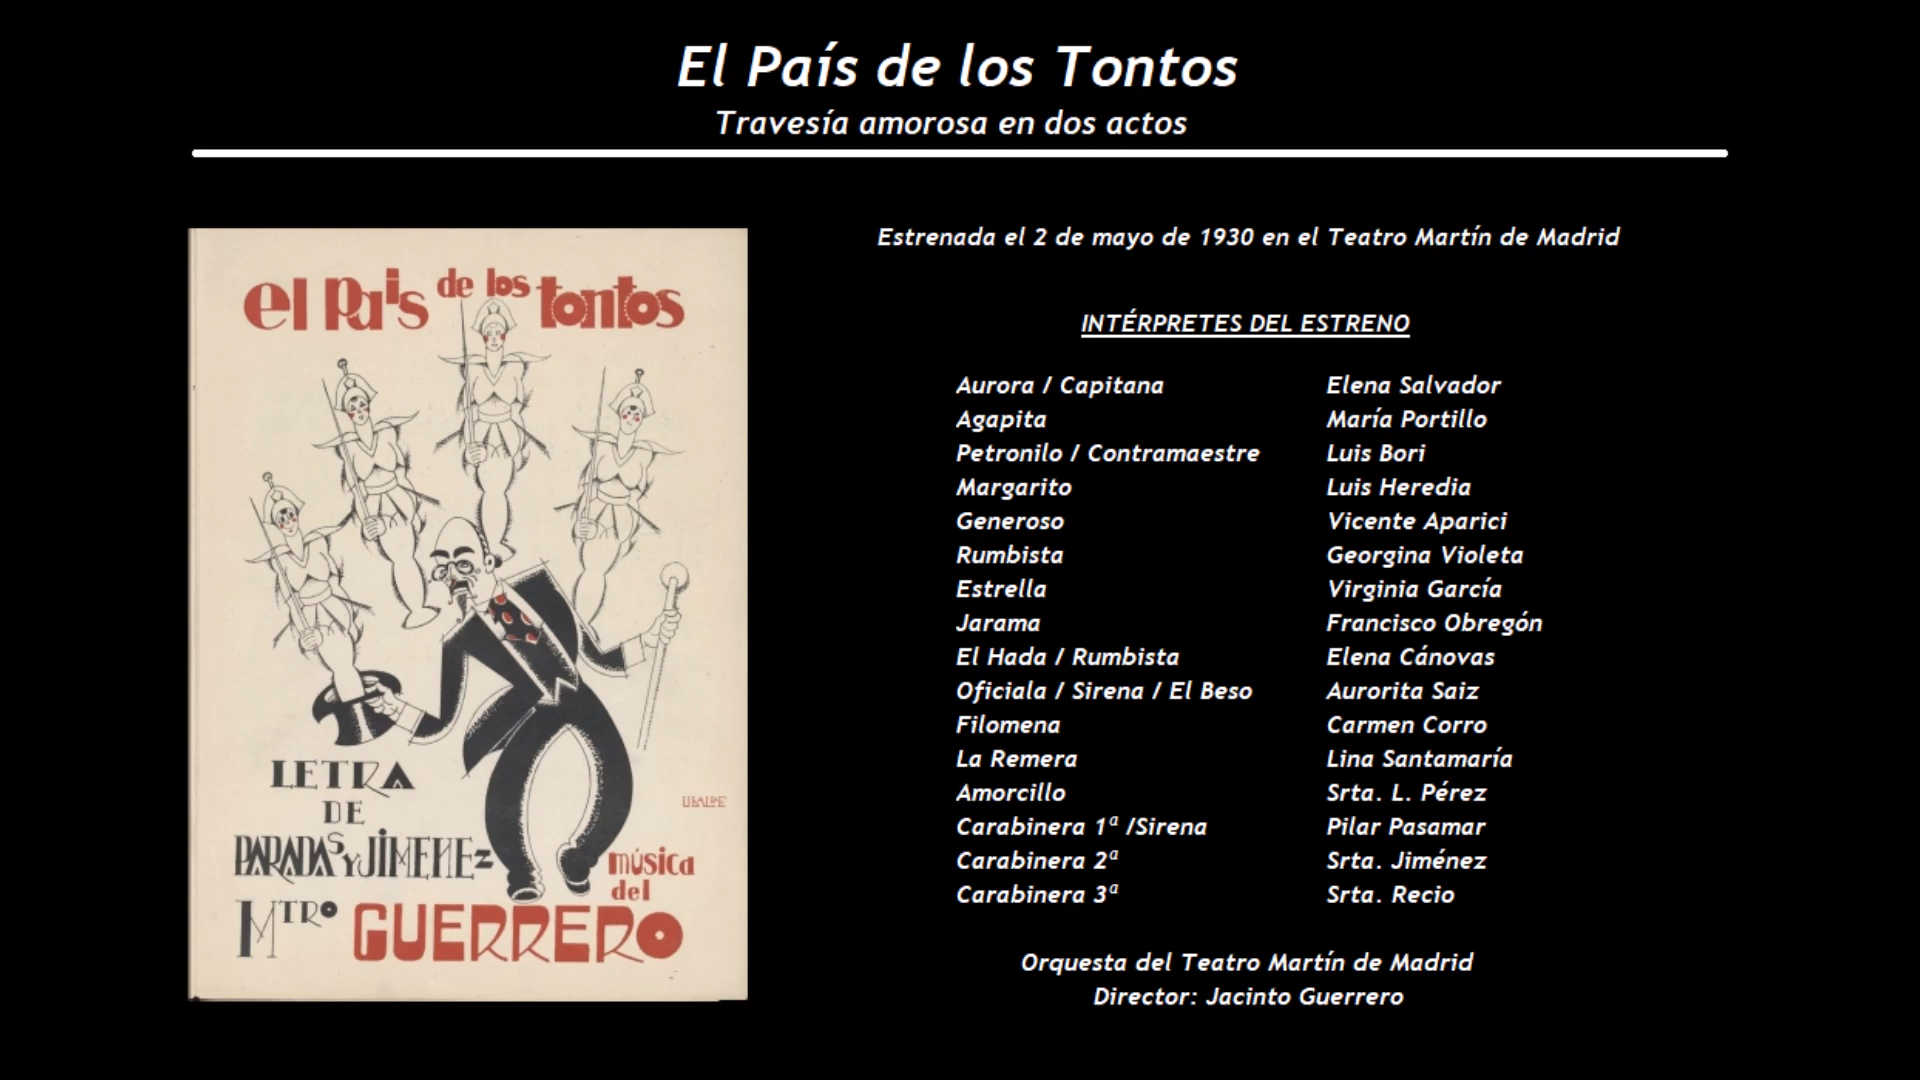 El País de los Tontos
Travesía amorosa en dos actos
el País de los tontos
LETRA
DE
PARADAS Y JIMENEZ
música
del
MTRO GUERRERO
Estrenada el 2 de mayo de 1930 en el Teatro Martín de Madrid
INTÉRPRETES DEL ESTRENO
Aurora / Capitana Elena Salvador
Agapita María Portillo
Petronilo / Contramaestre Luis Bori
Margarito Luis Heredia
Generoso Vicente Aparici
Rumbista Georgina Violeta
Estrella Virginia García
Jarama Francisco Obregón
El Hada / Rumbista Elena Cánovas
Oficiala / Sirena / El Beso Aurorita Saiz
Filomena Carmen Corro
La Remera Lina Santamaría
Amorcillo Srta. L. Pérez
Carabinera 1ª /Sirena Pilar Pasamar
Carabinera 2ª Srta. Jiménez
Carabinera 3ª Srta. Recio
Orquesta del Teatro Martín de Madrid
Director: Jacinto Guerrero